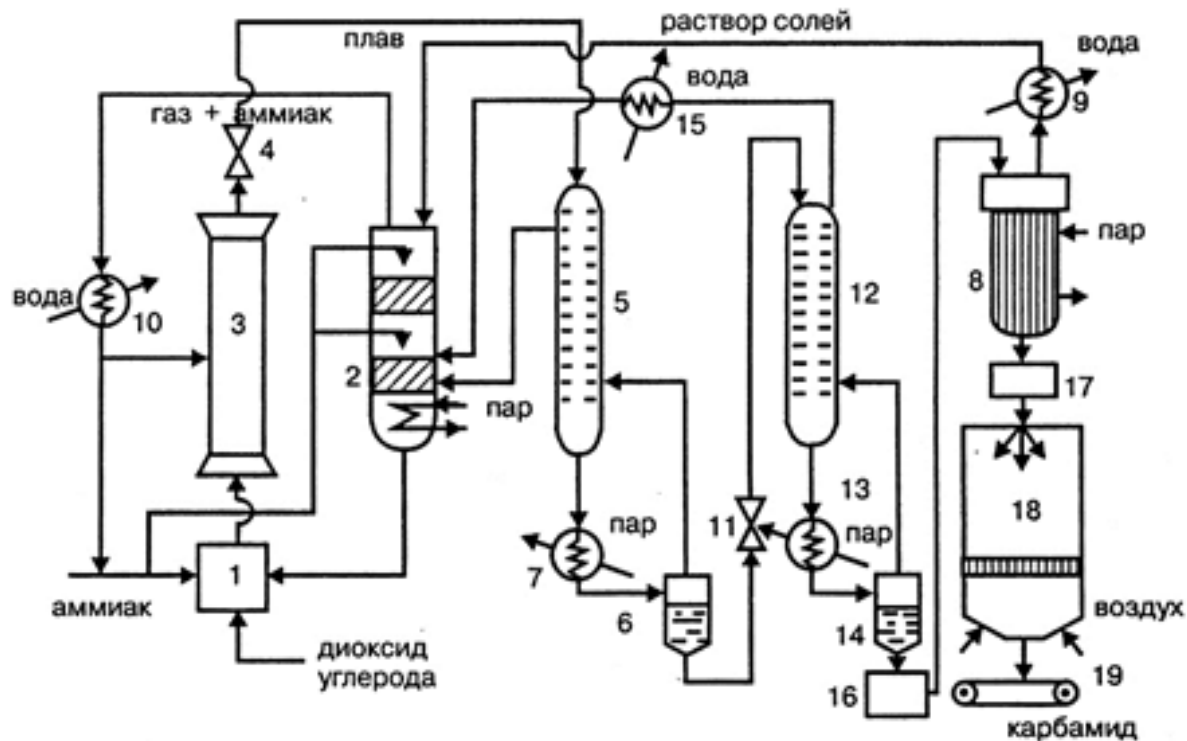 плав
раствор солей
вода
газ + аммиак
4
вода
15
9
пар
8
вода
10
3
5
12
2
пар
17
13
18
пар
11
пар
7
1
аммиак
6
14
воздух
диоксид
углерода
16
19
карбамид